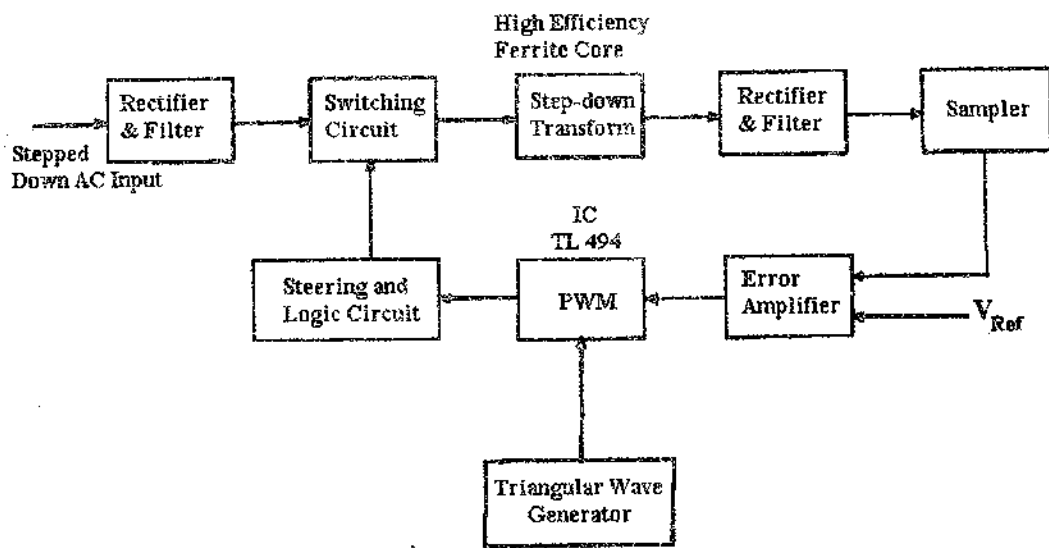 High Efficiency
Ferrite Core
Rectifier
& Filter
Switching
Circuit
Step-down
Transform
Rectifier
& Filter
Sampler
Stepped
Down AC Input
IC
TL 494
Steering and
Logic Circuit
PWM
Error
Amplifier
V Ref
Triangular Wave
Generator